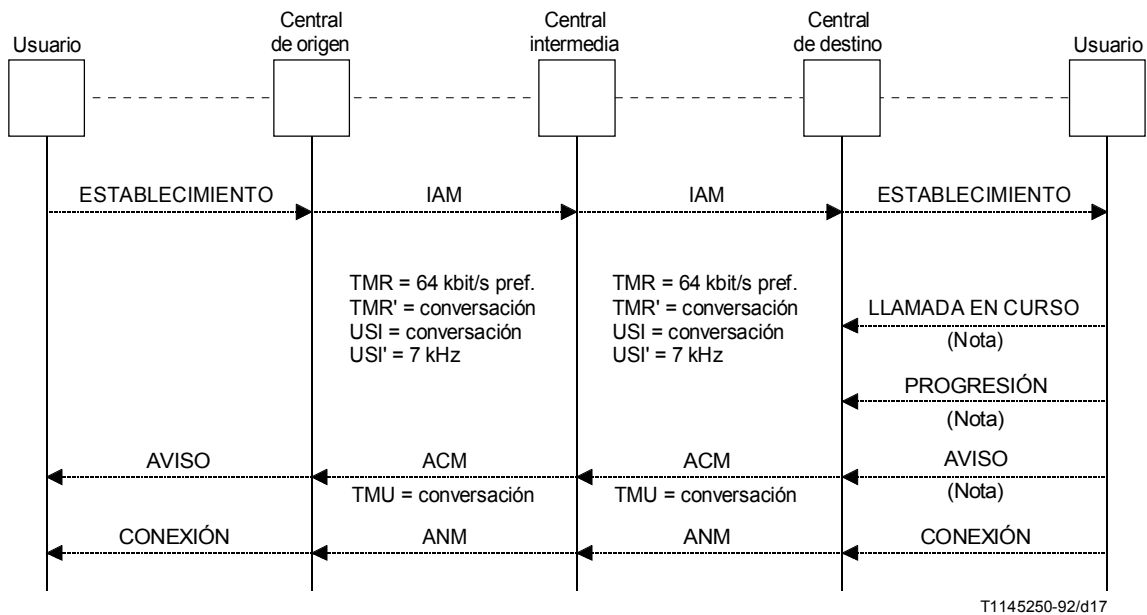 Usuario
Central
de origen
Central
intermedia
Central
de destino
Usuario
ESTABLECIMIENTO
IAM
IAM
ESTABLECIMIENTO
TMR = 64 kbit/s pref.
TMR' = conversación
USI = conversación
USI' = 7 kHz
TMR = 64 kbit/s pref.
TMR' = conversación
USI = conversación
USI' = 7 kHz
LLAMADA EN CURSO
(Nota)
PROGRESIÓN
(Nota)
AVISO
ACM
ACM
AVISO
TMU = conversación
TMU = conversación
(Nota)
CONEXIÓN
ANM
ANM
CONEXIÓN
T1145250-92/d17